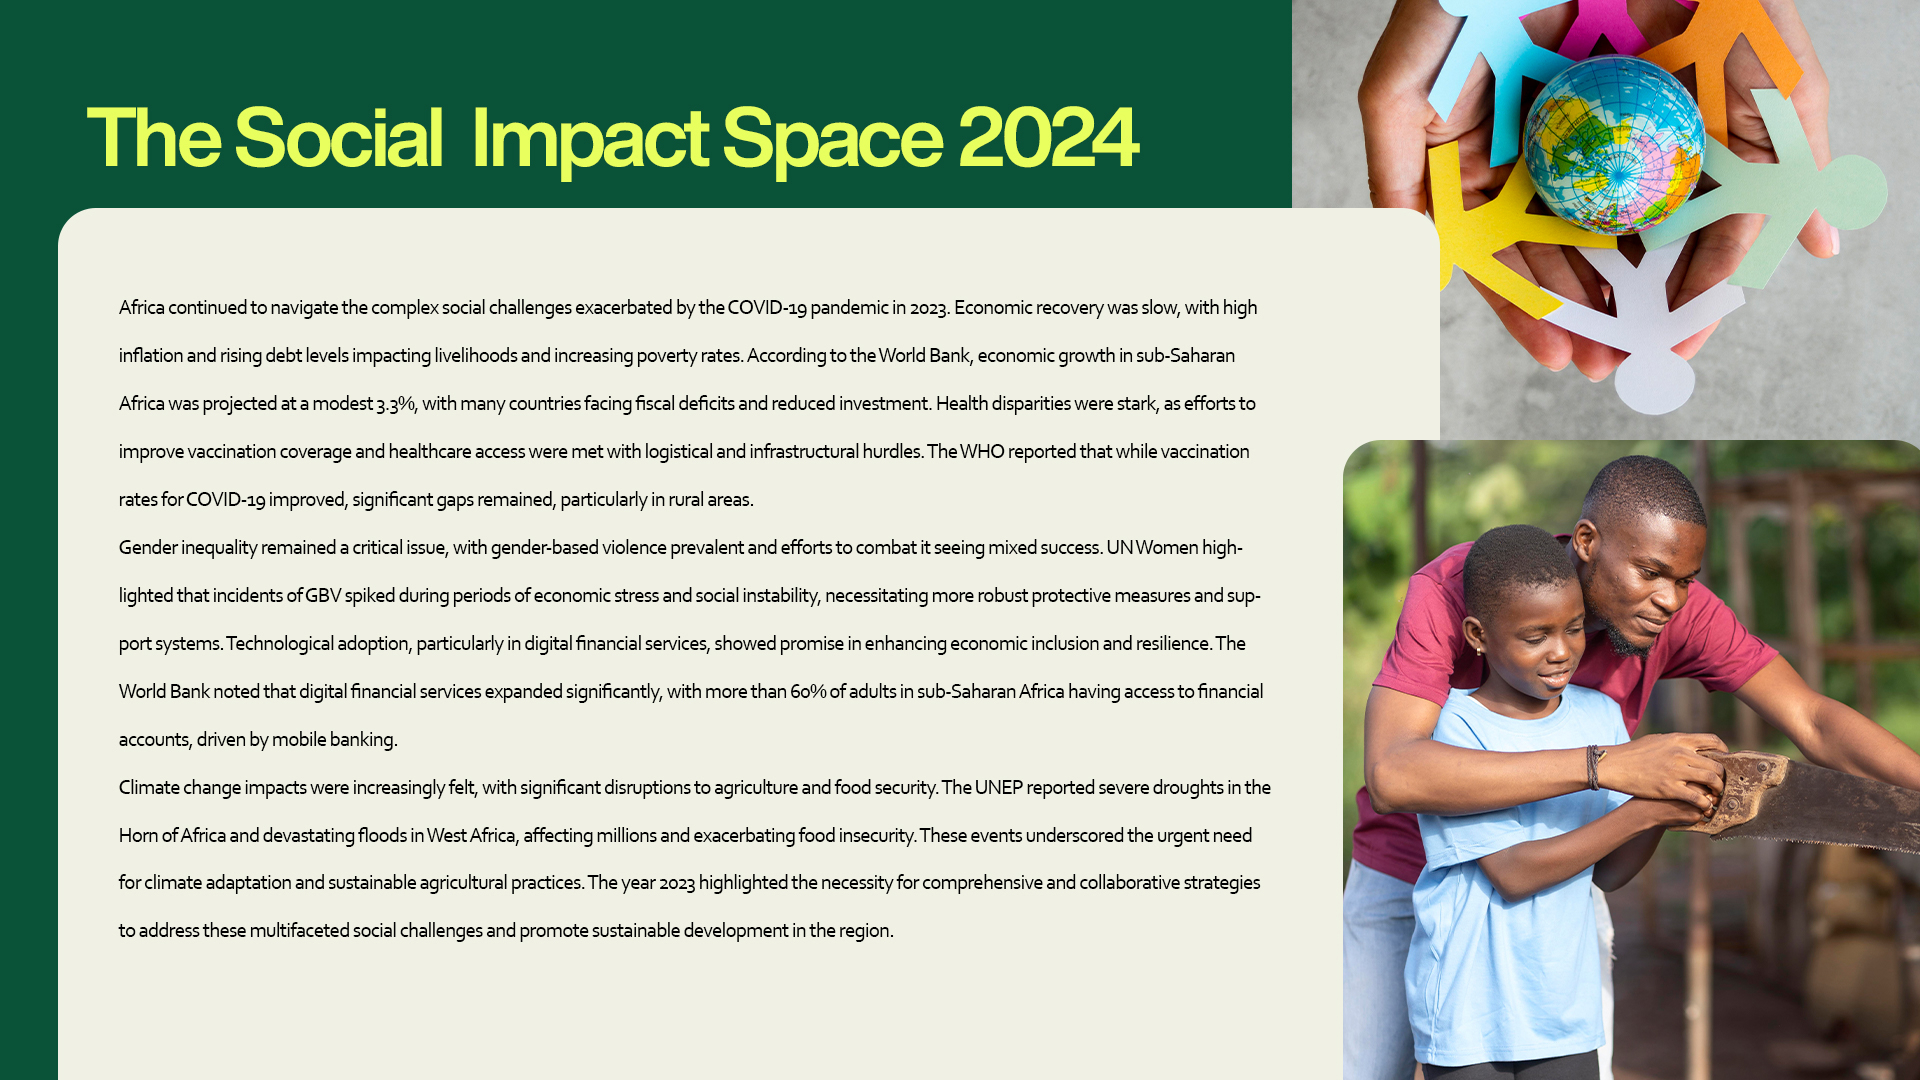 The Social Impact Space 2024
Africa continued to navigate the complex social challenges exacerbated by the COVID-19 pandemic in 2023. Economic recovery was slow, with high
inflation and rising debt levels impacting livelihoods and increasing poverty rates. According to the World Bank, economic growth in sub-Saharan
Africa was projected at a modest 3.3%, with many countries facing fiscal deficits and reduced investment. Health disparities were stark, as efforts to
improve vaccination coverage and healthcare access were met with logistical and infrastructural hurdles. The WHO reported that while vaccination
rates for COVID-19 improved, significant gaps remained, particularly in rural areas.
Gender inequality remained a critical issue, with gender-based violence prevalent and efforts to combat it seeing mixed success. UN Women high-
lighted that incidents of GBV spiked during periods of economic stress and social instability, necessitating more robust protective measures and sup-
port systems. Technological adoption, particularly in digital financial services, showed promise in enhancing economic inclusion and resilience. The
World Bank noted that digital financial services expanded significantly, with more than 60% of adults in sub-Saharan Africa having access to financial
accounts, driven by mobile banking.
Climate change impacts were increasingly felt, with significant disruptions to agriculture and food security. The UNEP reported severe droughts in the
Horn of Africa and devastating floods in West Africa, affecting millions and exacerbating food insecurity. These events underscored the urgent need
for climate adaptation and sustainable agricultural practices. The year 2023 highlighted the necessity for comprehensive and collaborative strategies
to address these multifaceted social challenges and promote sustainable development in the region.